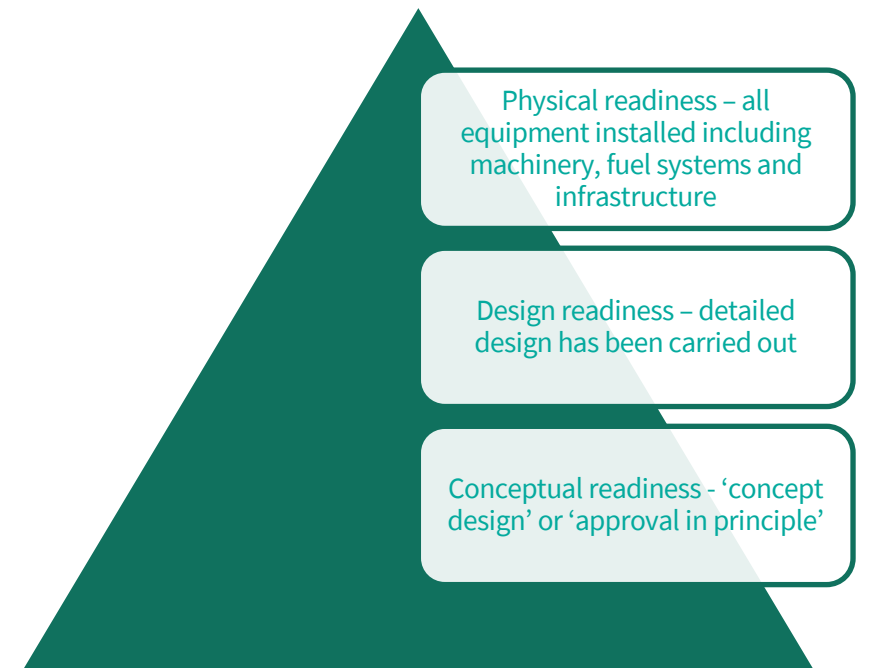 Physical readiness – all
equipment installed including
machinery, fuel systems and
infrastructure
Design readiness – detailed
design has been carried out
Conceptual readiness - ‘concept
design’ or ‘approval in principle’